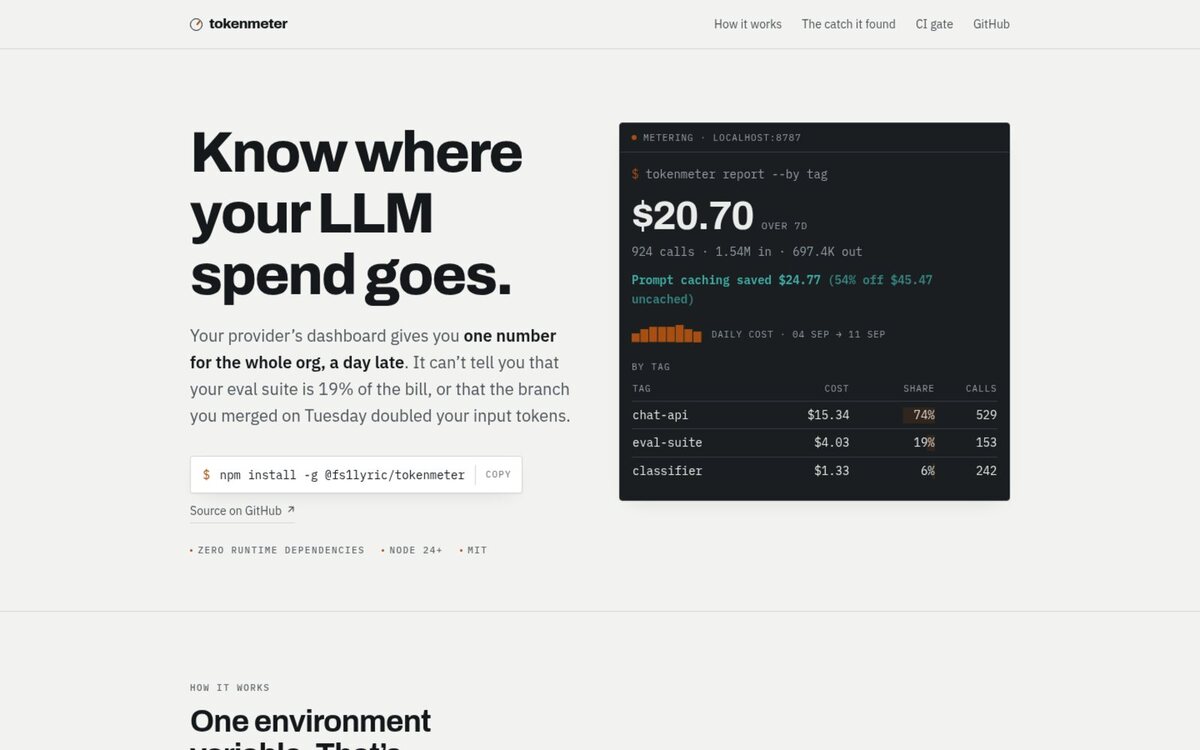 tokenmeter
How it works The catch it found CI gate GitHub
Know where
your LLM
spend goes.
Your provider’s dashboard gives you one number
for the whole org, a day late. It can’t tell you that
your eval suite is 19% of the bill, or that the branch
you merged on Tuesday doubled your input tokens.
$ npm install -g @fs1lyric/tokenmeter COPY
Source on GitHub ↗
• ZERO RUNTIME DEPENDENCIES • NODE 24+ • MIT
METERING · LOCALHOST:8787
$ tokenmeter report --by tag
$20.70 OVER 7D
924 calls · 1.54M in · 697.4K out
Prompt caching saved $24.77 (54% off $45.47
uncached)
DAILY COST · 04 SEP → 11 SEP
BY TAG
TAG COST SHARE CALLS
chat-api $15.34 74% 529
eval-suite $4.03 19% 153
classifier $1.33 6% 242
HOW IT WORKS
One environment
variable. That’s